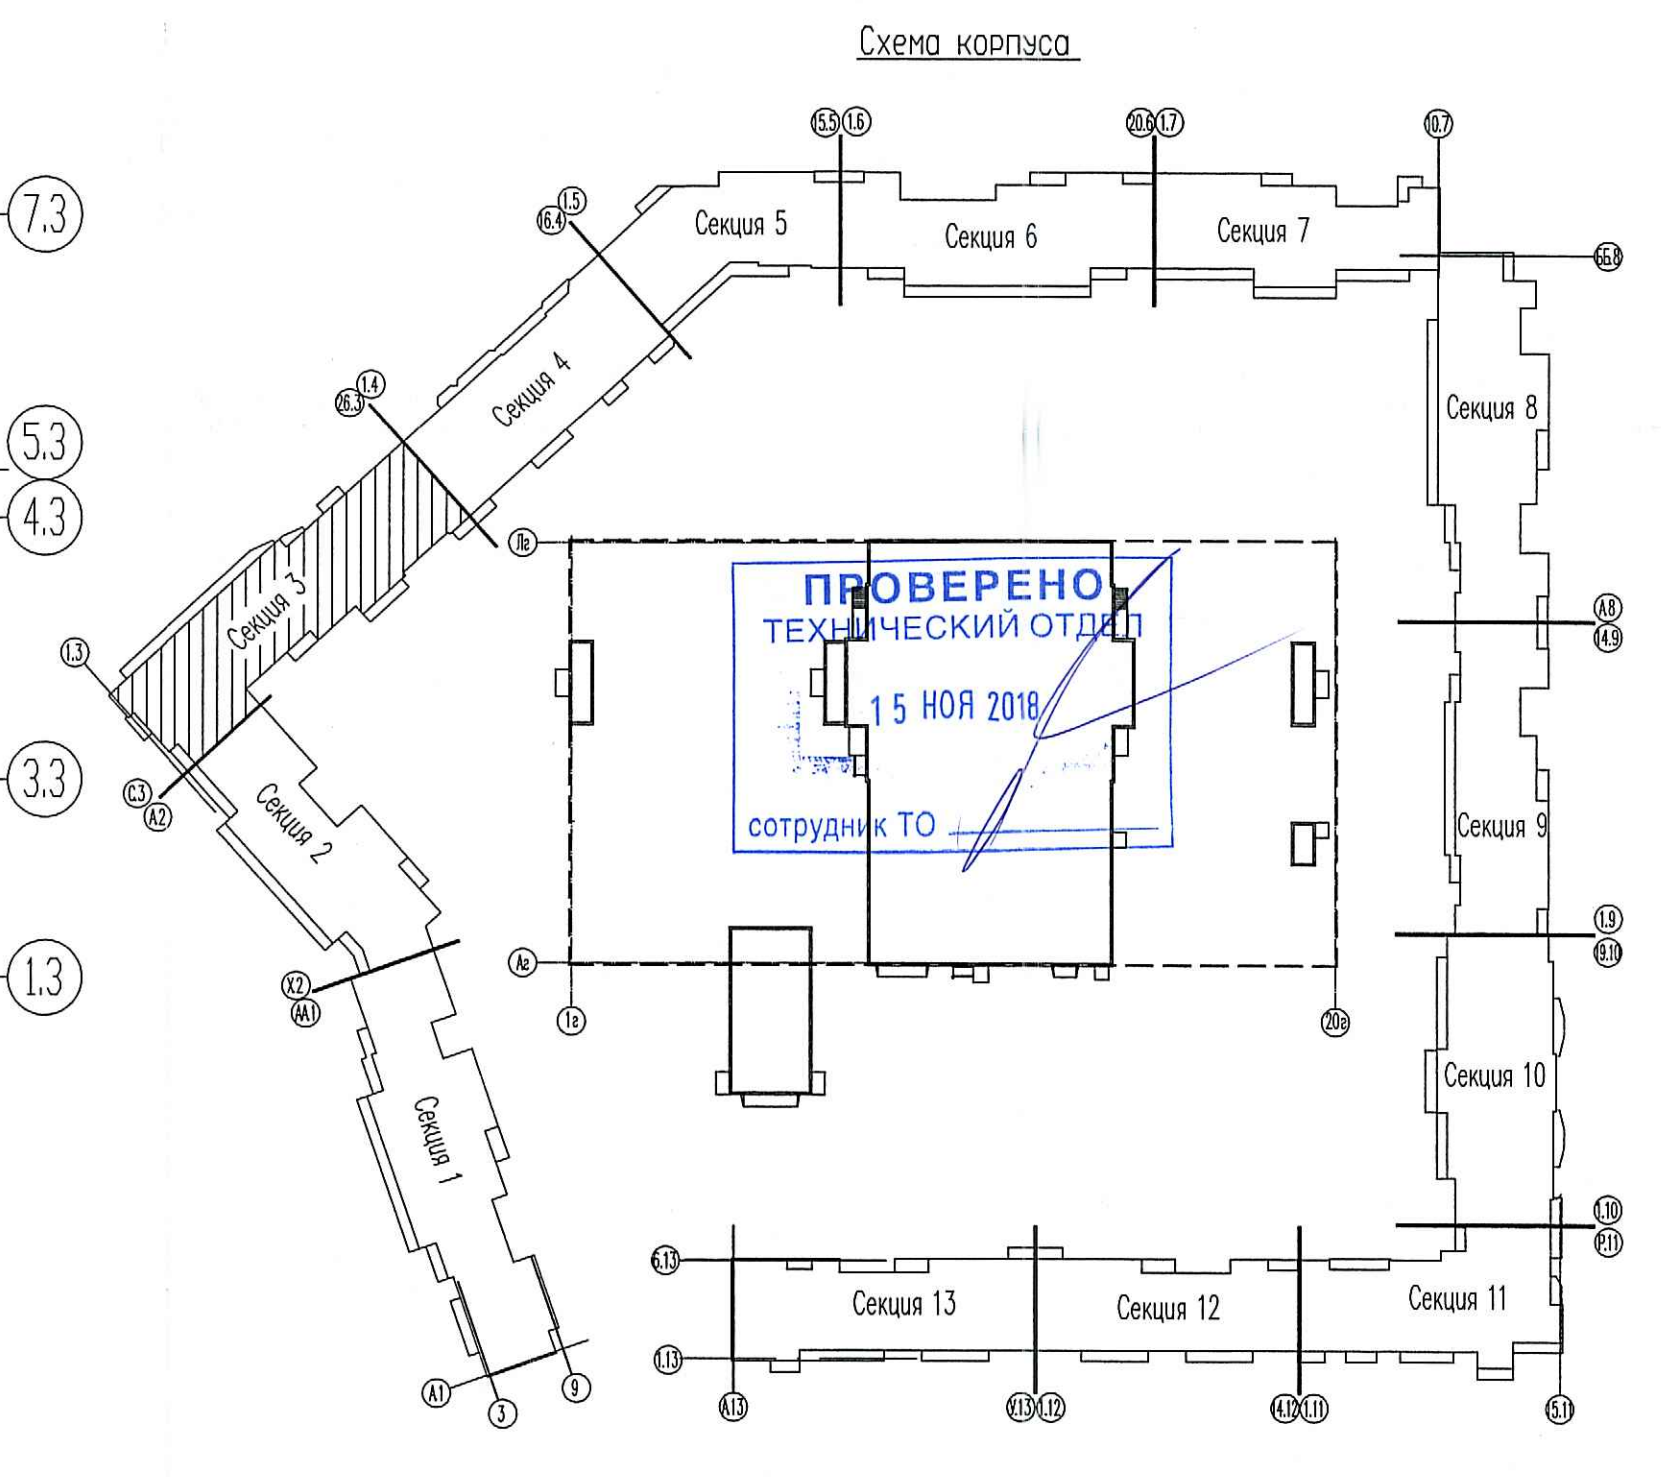 Схема корпуса
15.5 1.6
20.6 1.7
10.7
7.3
1.5
16.4
Секция 5
Секция 6
Секция 7
ББ.8
1.4
26.3
Секция 4
Секция 8
5.3
4.3
Лг
ПРОВЕРЕНО
ТЕХНИЧЕСКИЙ ОТДЕЛ
15 НОЯ 2018
сотрудник ТО
Секция 3
1.3
А8
14.9
3.3
С.3
А2
Секция 2
Секция 9
1.9
19.10
1.3
Х2
АА1
Аг
1г
20г
Секция 10
Секция 1
1.10
Р.11
6.13
Секция 13
Секция 12
Секция 11
1.13
А1
9
3
А13
У.13 1.12
14.12 1.11
15.11